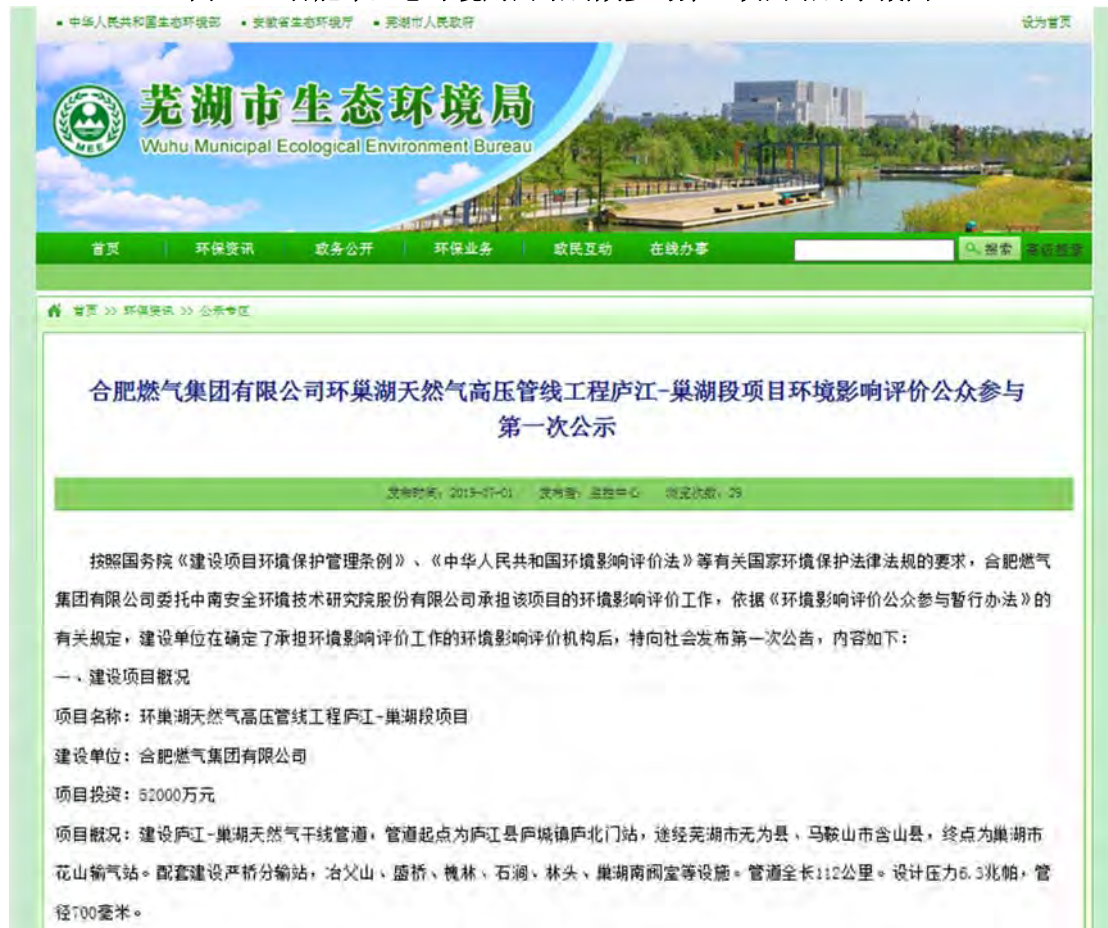 中华人民共和国生态环境部 安徽省生态环境厅 芜湖市人民政府 设为首页
芜湖市生态环境局
Wuhu Municipal Ecological Environment Bureau
MEE
首页 环保资讯 政务公开 环保业务 政民互动 在线办事 搜索 高级搜索
首页 >> 环保资讯 >> 公示专区
合肥燃气集团有限公司环巢湖天然气高压管线工程庐江-巢湖段项目环境影响评价公众参与
第一次公示
发布时间：2019-07-01 发布者：监控中心 浏览次数：29
按照国务院《建设项目环境保护管理条例》、《中华人民共和国环境影响评价法》等有关国家环境保护法律法规的要求，合肥燃气
集团有限公司委托中南安全环境技术研究院股份有限公司承担该项目的环境影响评价工作，依据《环境影响评价公众参与暂行办法》的
有关规定，建设单位在确定了承担环境影响评价工作的环境影响评价机构后，特向社会发布第一次公告，内容如下：
一、建设项目概况
项目名称：环巢湖天然气高压管线工程庐江-巢湖段项目
建设单位：合肥燃气集团有限公司
项目投资：52000万元
项目概况：建设庐江-巢湖天然气干线管道，管道起点为庐江县庐城镇庐北门站，途经芜湖市无为县、马鞍山市含山县，终点为巢湖市
花山输气站。配套建设严桥分输站，冶父山、盛桥、槐林、石涧、林头、巢湖南阀室等设施。管道全长112公里。设计压力6.3兆帕，管
径700毫米。